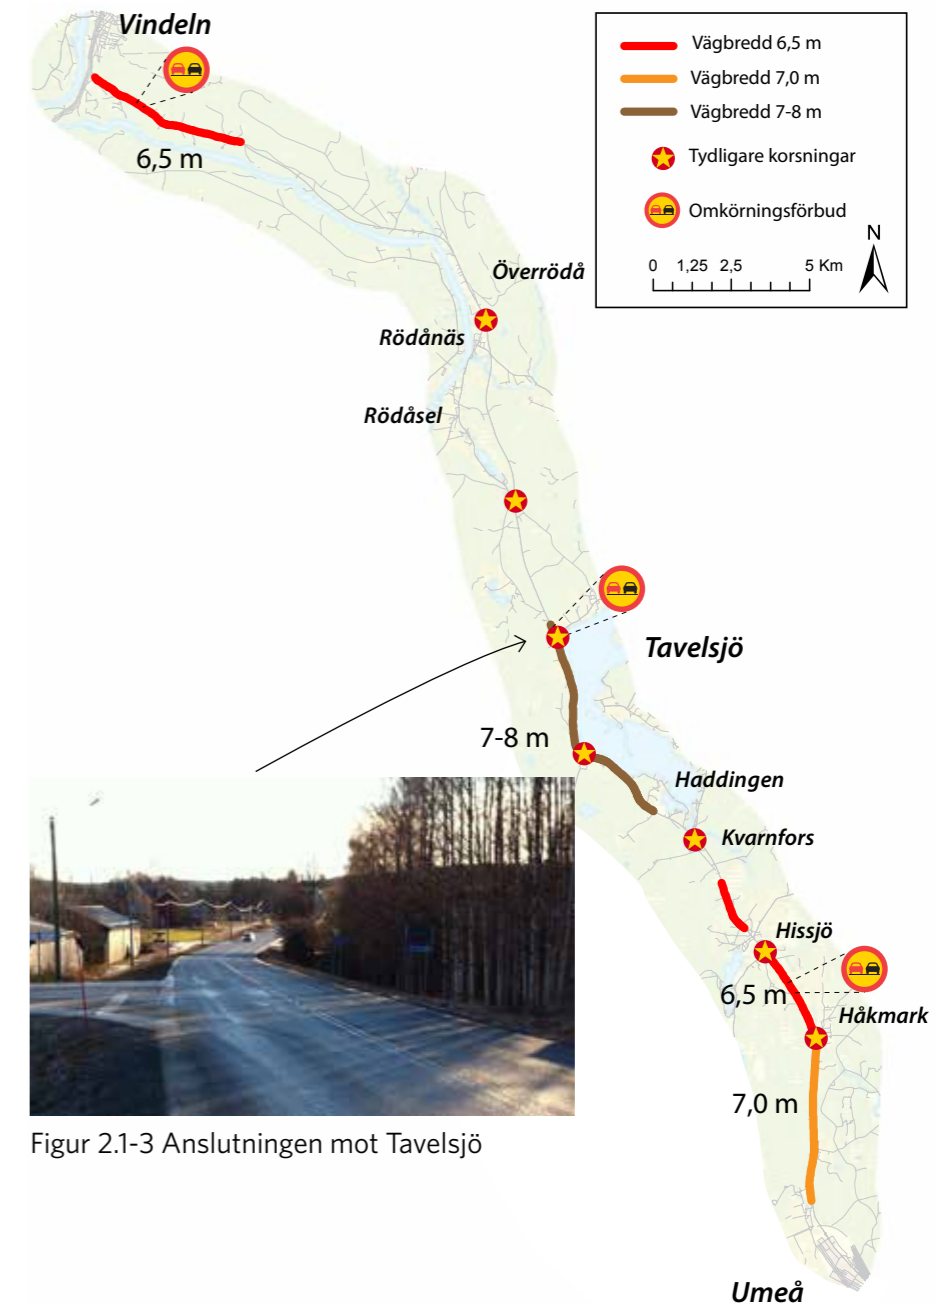 Vindeln
Vägbredd 6,5 m
Vägbredd 7,0 m
Vägbredd 7-8 m
Tydligare korsningar
Omkörningsförbud
N
0 1,25 2,5 5 Km
6,5 m
Överrödå
Rödånäs
Rödåsel
Tavelsjö
7-8 m
Haddingen
Kvarnfors
Hissjö
6,5 m
Håkmark
7,0 m
Figur 2.1-3 Anslutningen mot Tavelsjö
Umeå